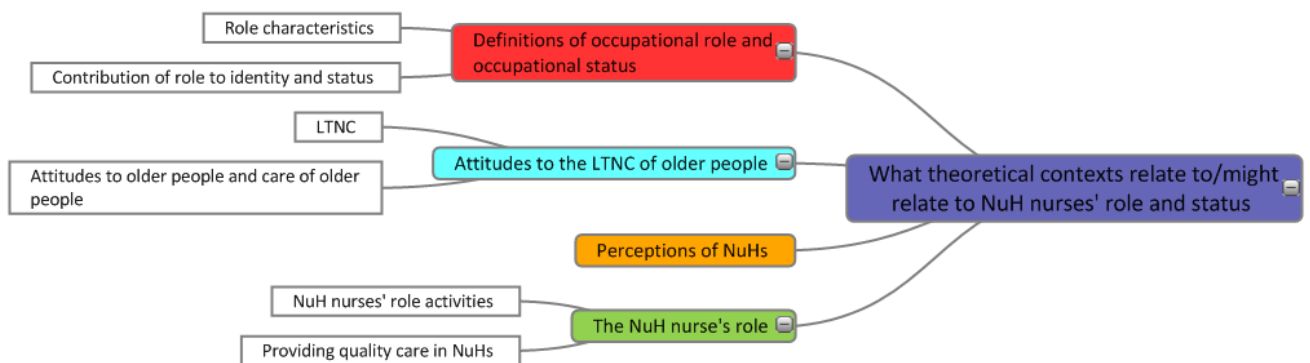 Role characteristics
Definitions of occupational role and
occupational status
Contribution of role to identity and status
LTNC
Attitudes to the LTNC of older people
Attitudes to older people and care of older
people
What theoretical contexts relate to/might
relate to NuH nurses' role and status
Perceptions of NuHs
NuH nurses' role activities
The NuH nurse's role
Providing quality care in NuHs